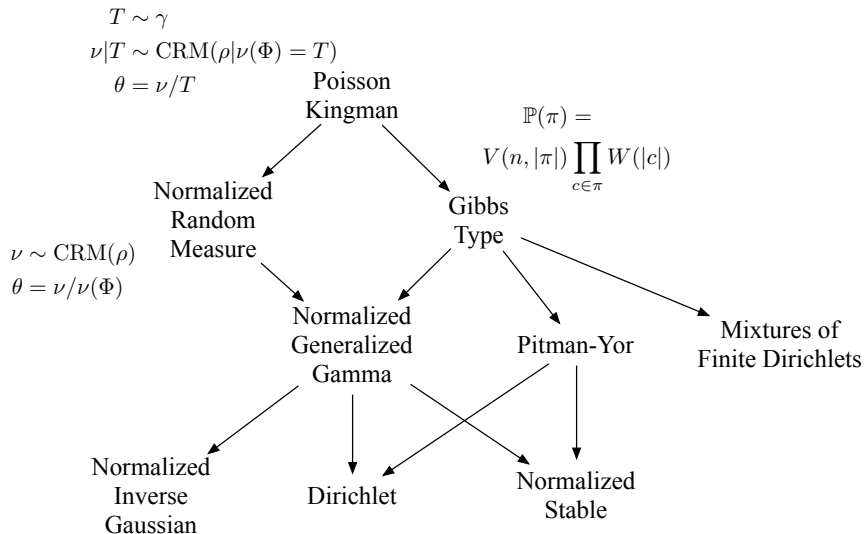 T ∼ γ
ν|T ∼ CRM(ρ|ν(Φ) = T)
θ = ν/T
Poisson
Kingman
ℙ(π) =
V(n, |π|) ∏ W(|c|)
c∈π
Normalized
Random
Measure
Gibbs
Type
ν ∼ CRM(ρ)
θ = ν/ν(Φ)
Normalized
Generalized
Gamma
Pitman-Yor
Mixtures of
Finite Dirichlets
Normalized
Inverse
Gaussian
Dirichlet
Normalized
Stable